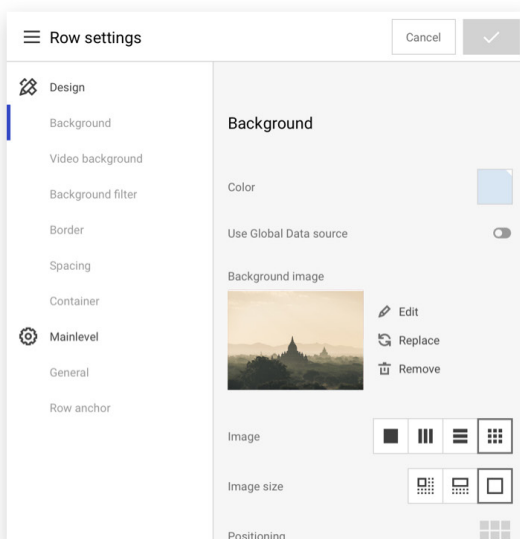 Row settings
Cancel
Design
Background
Video background
Background filter
Border
Spacing
Container
Mainlevel
General
Row anchor
Background
Color
Use Global Data source
Background image
Edit
Replace
Remove
Image
Image size
Positioning